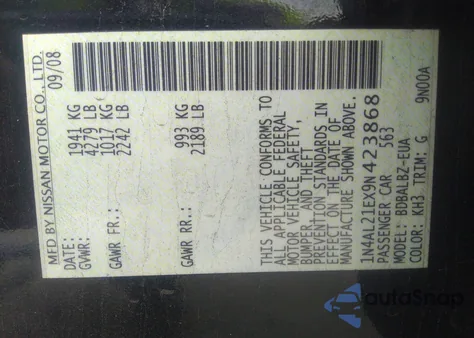 MFD BY NISSAN MOTOR CO., LTD.
09/08
DATE: 1941 KG
GVWR: 4279 LB
1017 KG
GAWR FR.: 2242 LB
993 KG
GAWR RR.: 2189 LB
THIS VEHICLE CONFORMS TO
ALL APPLICABLE FEDERAL
MOTOR VEHICLE SAFETY,
BUMPER, AND THEFT
PREVENTION STANDARDS IN
EFFECT ON THE DATE OF
MANUFACTURE SHOWN ABOVE.
1N4AL21EX9N423868
PASSENGER CAR 563
MODEL: BDBALBZ-EUA
COLOR: KH3 TRIM: G 9N00A
autoSnap